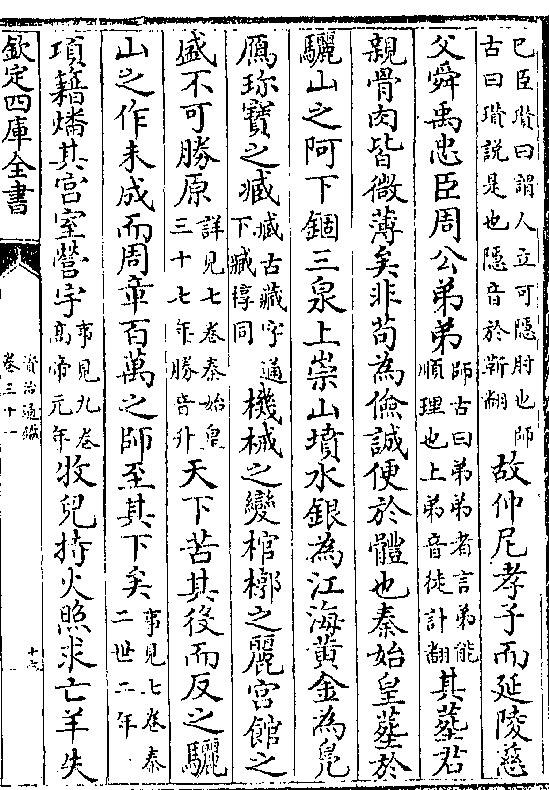 已臣瓚曰謂人立可隱肘也師古曰瓚說是也隱音於靳翻故仲尼孝子而延陵慈
父舜禹忠臣周公弟弟師古曰弟弟者言弟能順理也上弟音徒計翻其葬君
親骨肉皆微薄矣非苟為儉誠便於體也秦始皇葬於
驪山之阿下錮三泉上崇山墳水銀為江海黃金為鳧
鴈珍寶之臧臧古藏字通下臧椁同機械之變棺槨之麗宮館之
盛不可勝原詳見七卷秦始皇三十七年勝音升天下苦其後而反之驪
山之作未成而周章百萬之師至其下矣事見七卷秦二世二年
項籍燔其宮室營宇事見九卷高帝元年牧兒持火照求亡羊失
欽定四庫全書
資治通鑑
卷三十一
十六